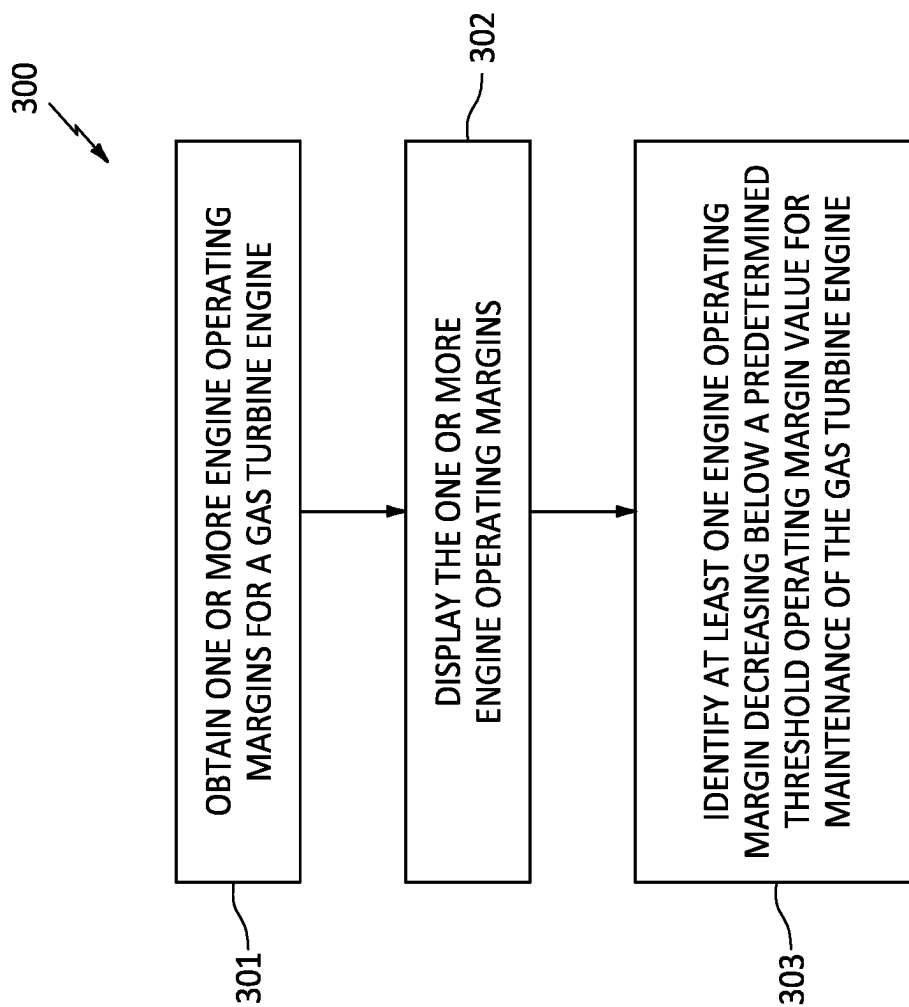 300
301
OBTAIN ONE OR MORE ENGINE OPERATING
MARGINS FOR A GAS TURBINE ENGINE
302
DISPLAY THE ONE OR MORE
ENGINE OPERATING MARGINS
303
IDENTIFY AT LEAST ONE ENGINE OPERATING
MARGIN DECREASING BELOW A PREDETERMINED
THRESHOLD OPERATING MARGIN VALUE FOR
MAINTENANCE OF THE GAS TURBINE ENGINE